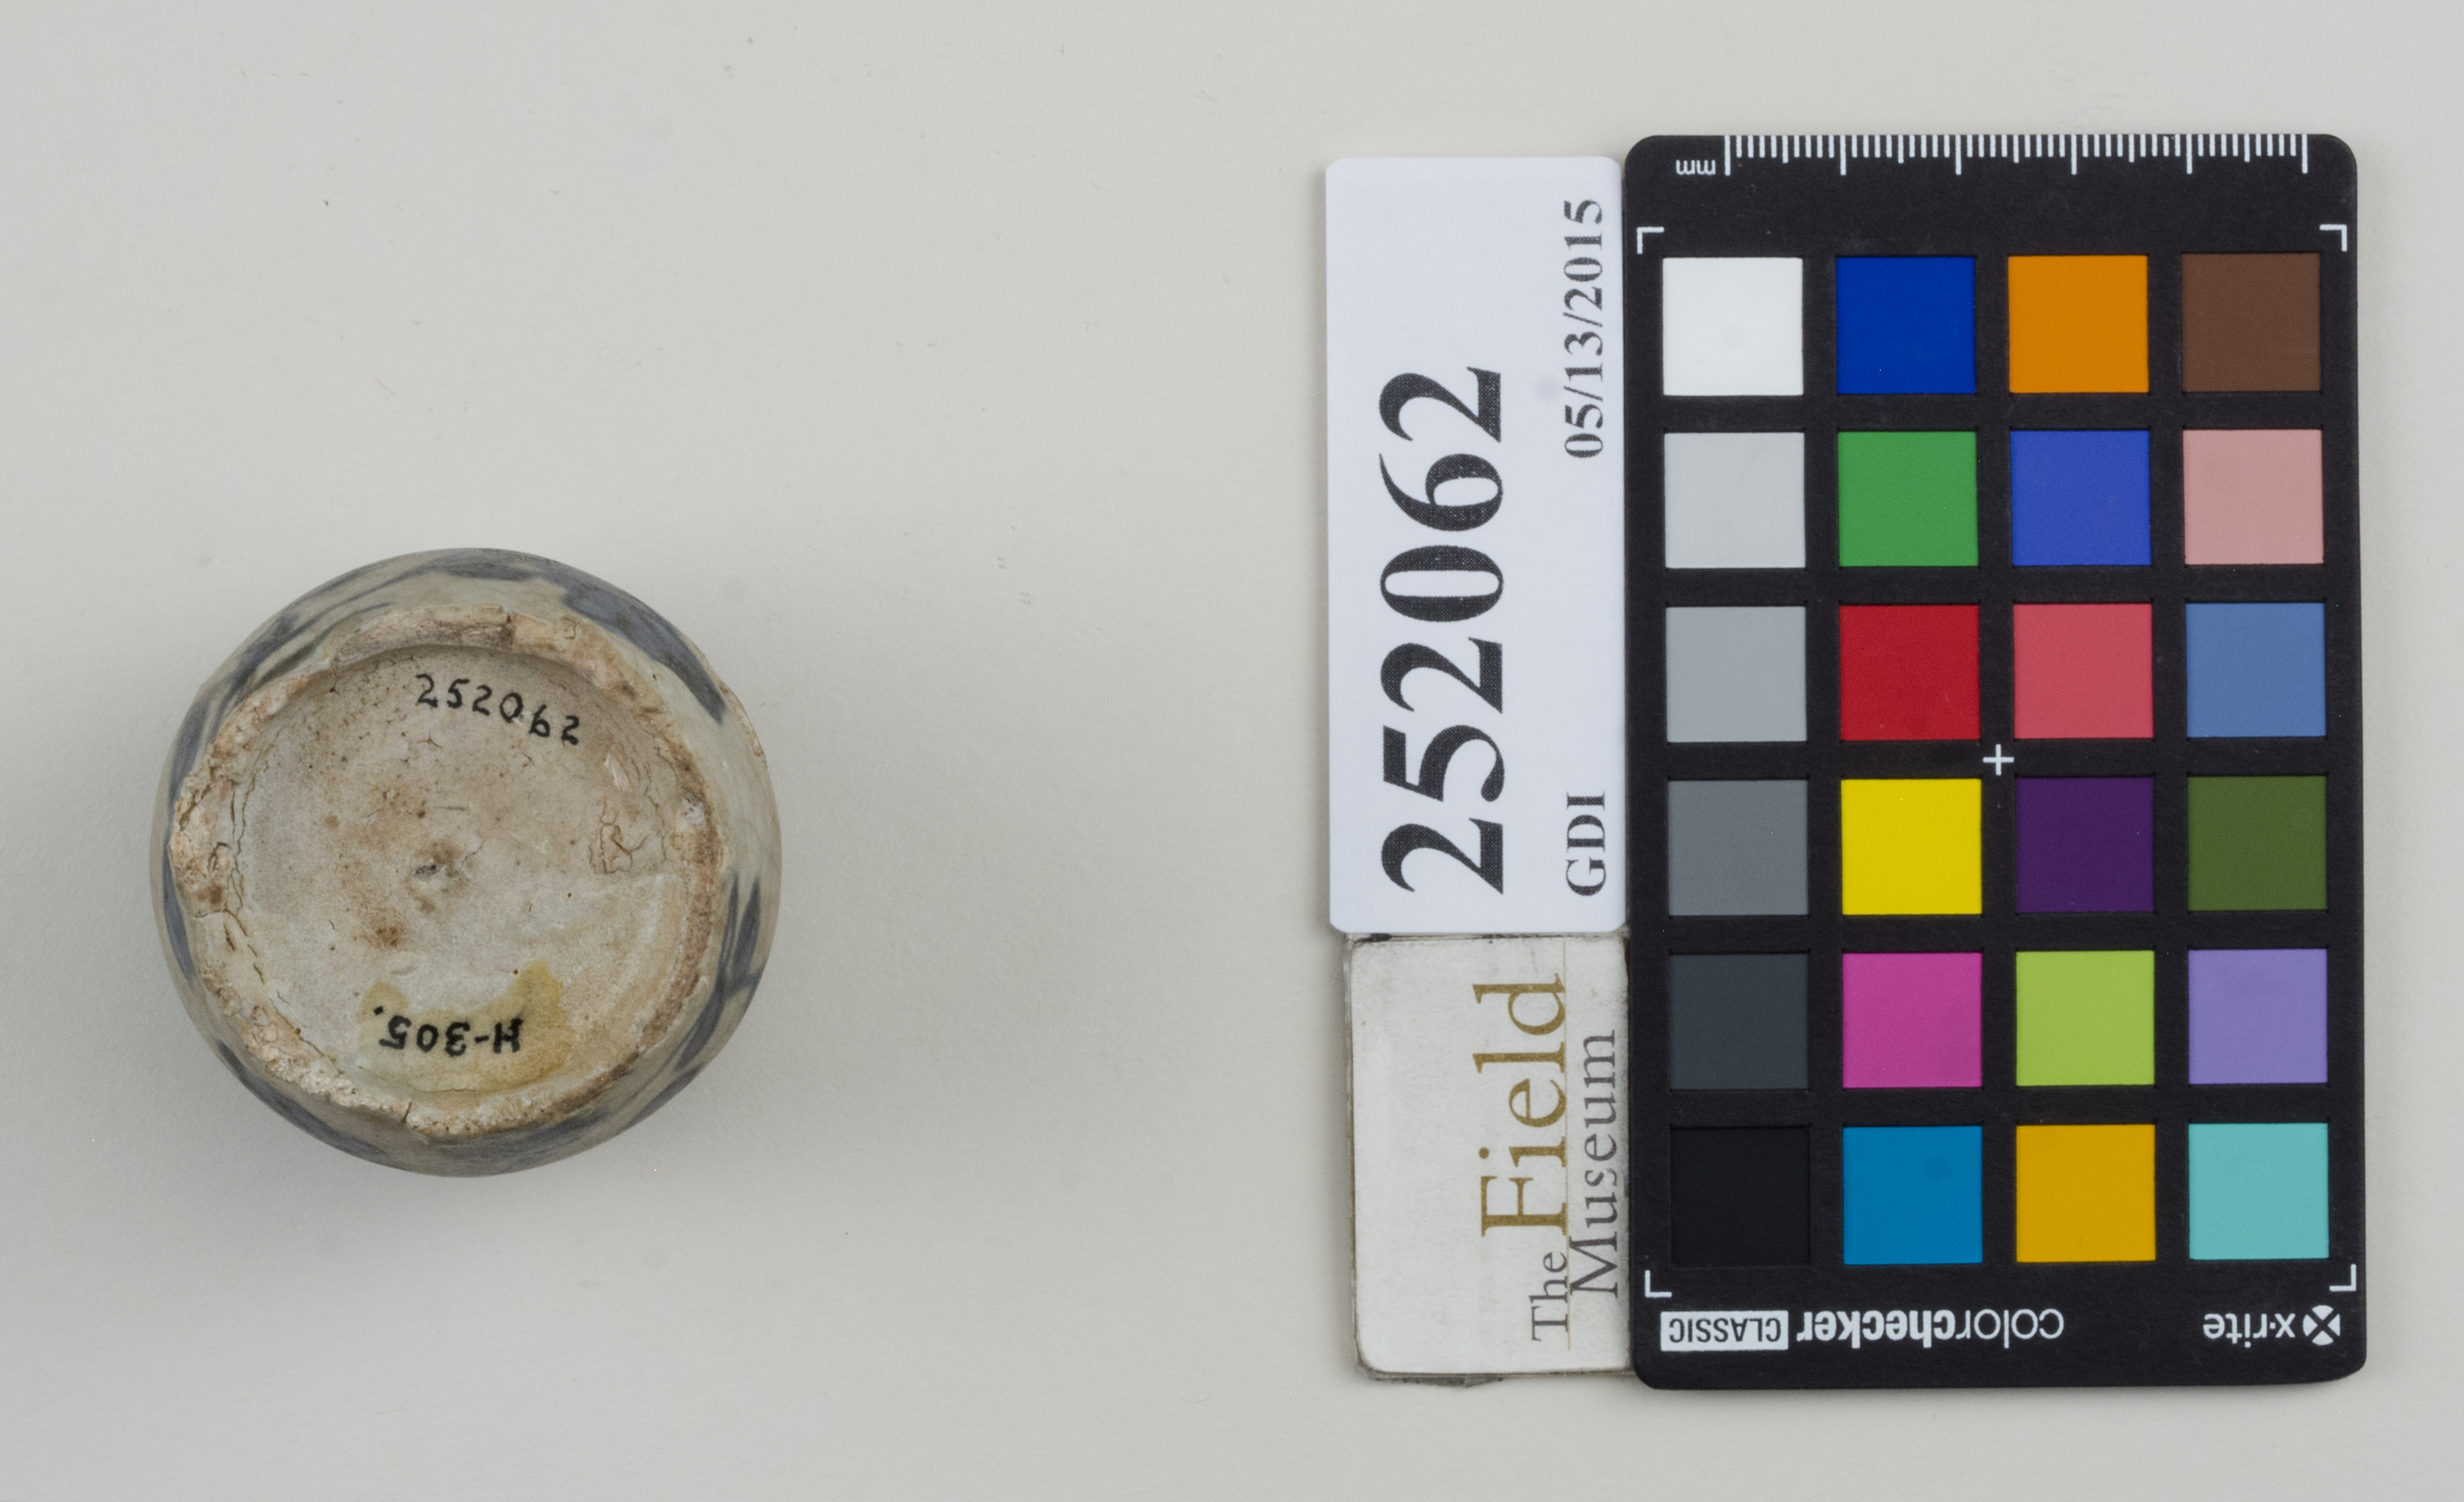 252062
H-305.
252062
GDI 05/13/2015
The Field
Museum
mm
x·rite colorchecker CLASSIC